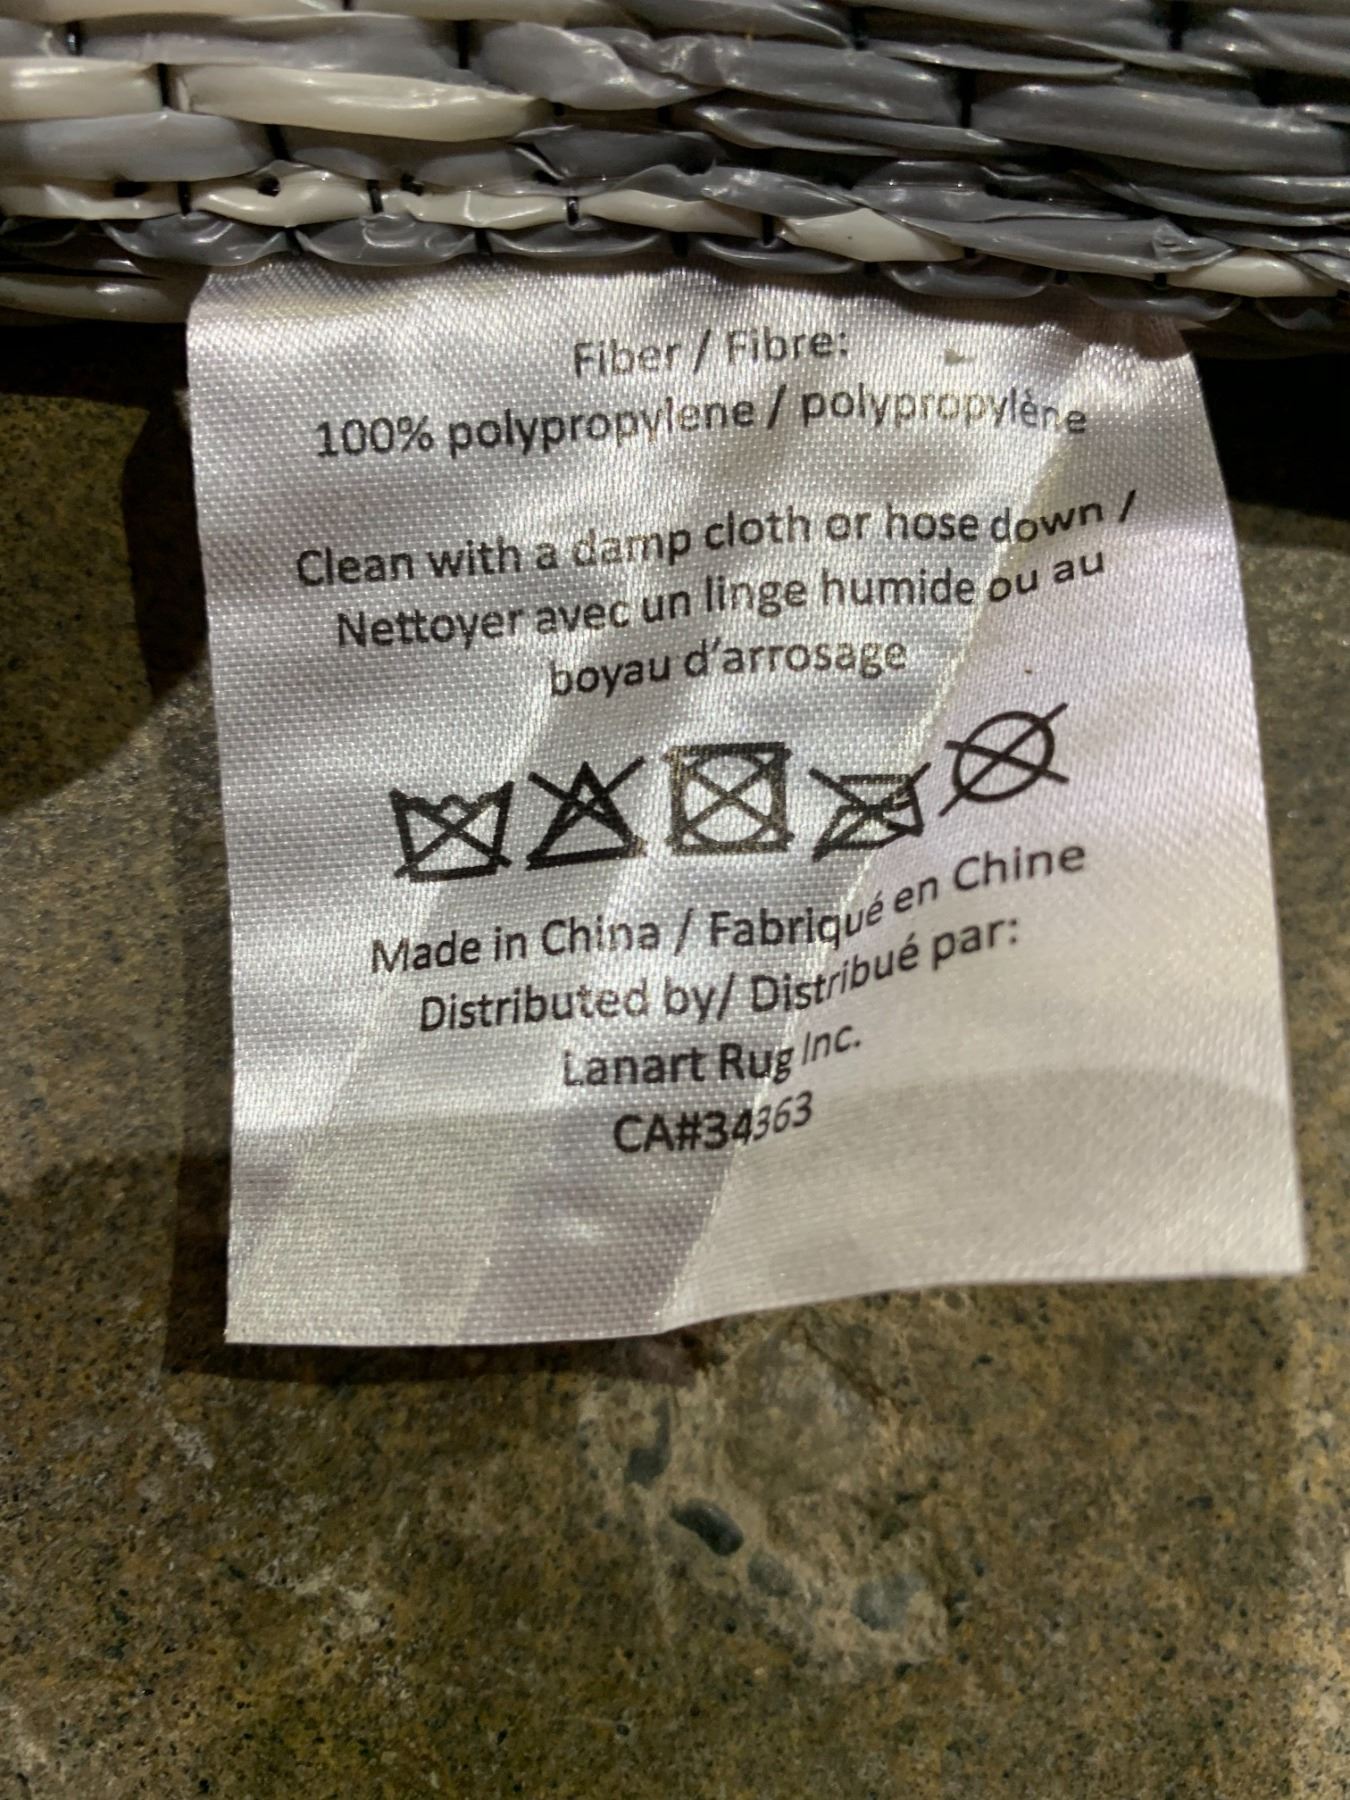 Fiber / Fibre:
100% polypropylene / polypropylène
Clean with a damp cloth or hose down /
Nettoyer avec un linge humide ou au
boyau d'arrosage
Made in China / Fabriqué en Chine
Distributed by/ Distribué par:
Lanart Rug Inc.
CA#34363